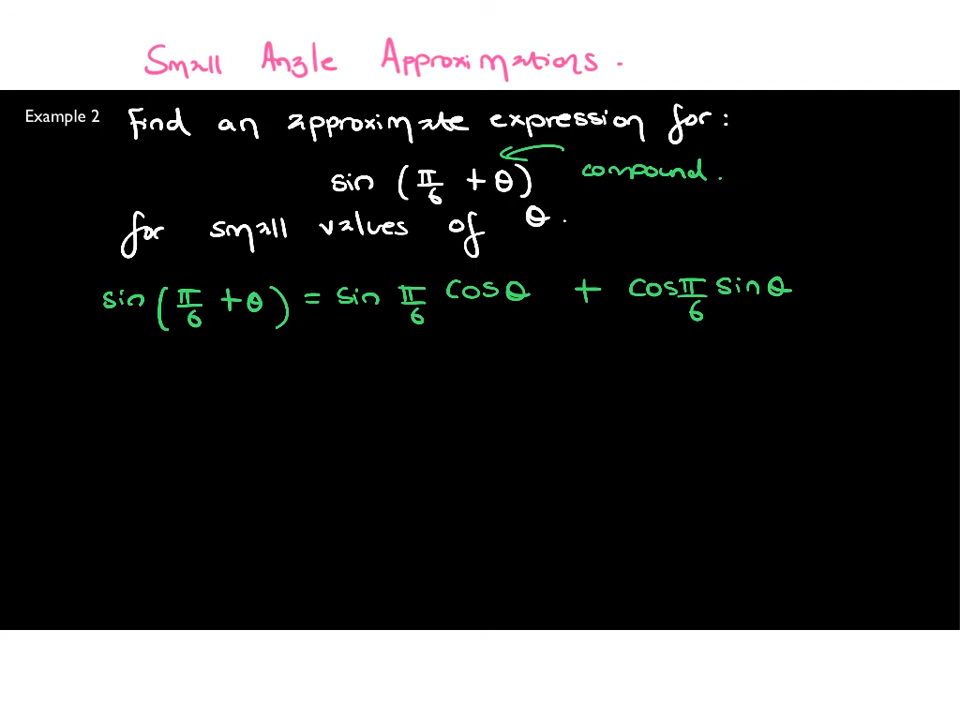 Small Angle Approximations.
Example 2 Find an approximate expression for:
sin (π/6 + θ) compound.
for small values of θ.
sin (π/6 + θ) = sin π/6 cos θ + cos π/6 sin θ